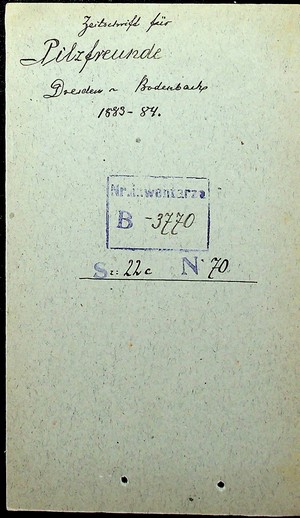 Zeitschrift für
Pilzfreunde
Dresden ~ Bodenbach
1883-84.
Nr.inwentarza
B -3770
S: 22c N 70